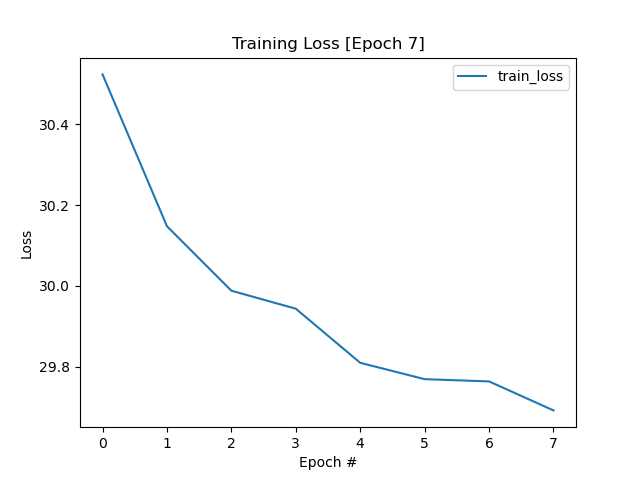 Training Loss [Epoch 7]
train_loss
30.4
30.2
30.0
29.8
Loss
0 1 2 3 4 5 6 7
Epoch #